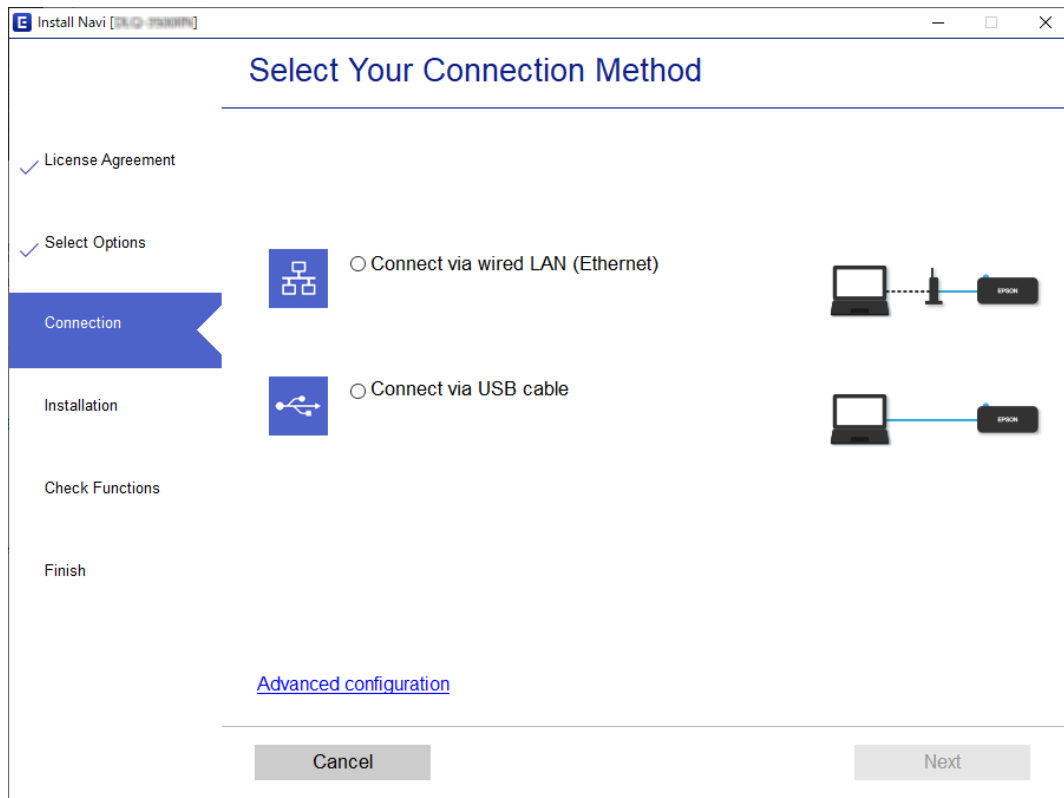 Install Navi [
Select Your Connection Method
License Agreement
Select Options
Connection
Installation
Check Functions
Finish
Connect via wired LAN (Ethernet)
EPSON
Connect via USB cable
EPSON
Advanced configuration
Cancel
Next